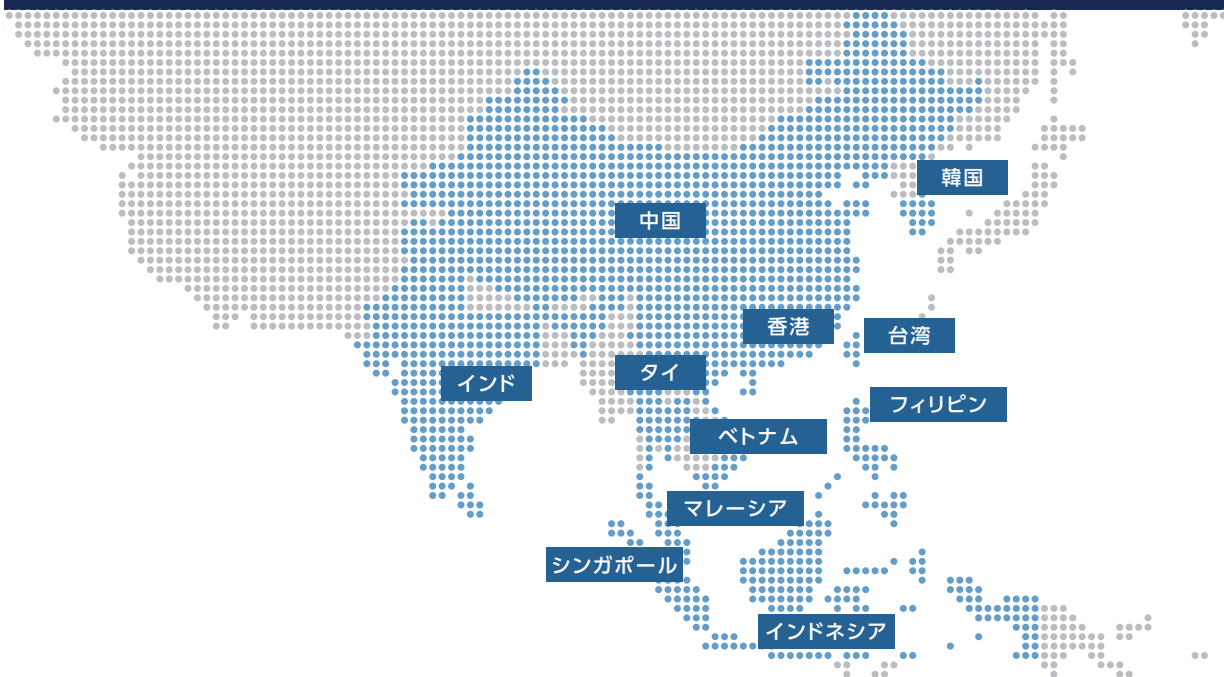 韓国
中国
香港
台湾
タイ
インド
フィリピン
ベトナム
マレーシア
シンガポール
インドネシア